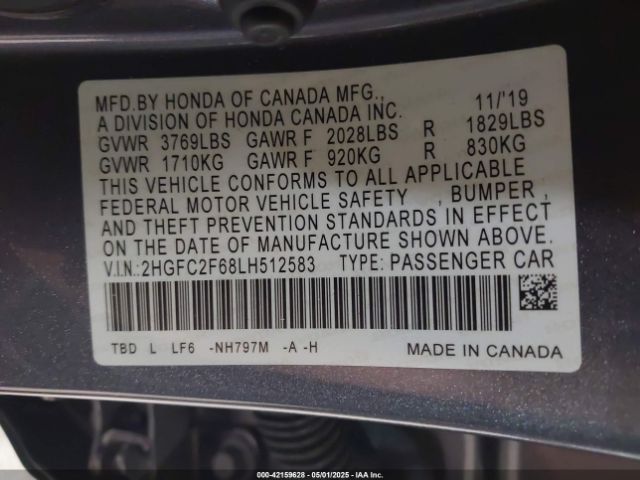 MFD.BY HONDA OF CANADA MFG., 11/'19
A DIVISION OF HONDA CANADA INC.
GVWR 3769LBS GAWR F 2028LBS R 1829LBS
GVWR 1710KG GAWR F 920KG R 830KG
THIS VEHICLE CONFORMS TO ALL APPLICABLE
FEDERAL MOTOR VEHICLE SAFETY , BUMPER,
AND THEFT PREVENTION STANDARDS IN EFFECT
ON THE DATE OF MANUFACTURE SHOWN ABOVE.
V.I.N.:2HGFC2F68LH512583 TYPE: PASSENGER CAR
TBD L LF6 -NH797M -A -H MADE IN CANADA
000-42159628 - 05/01/2025 - IAA Inc.